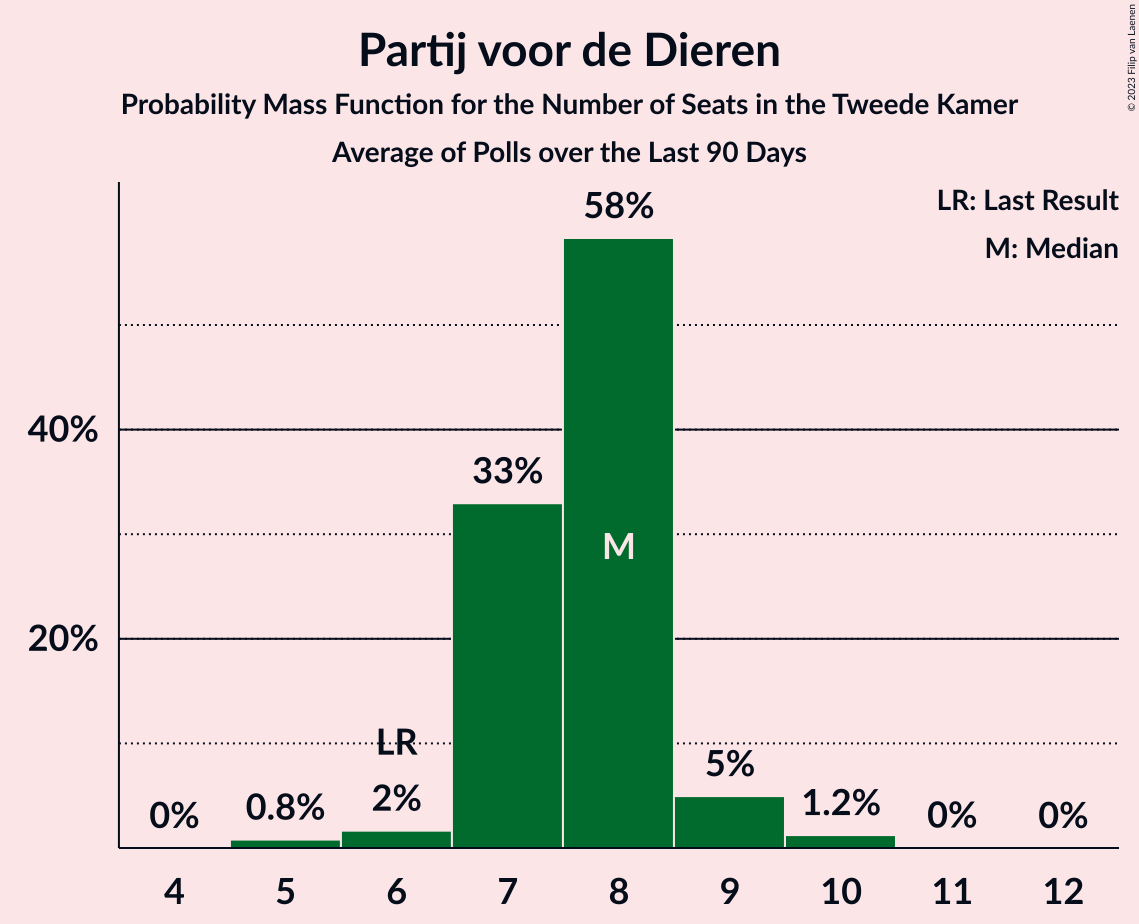 © 2023 Filip van Laenen
Partij voor de Dieren
Probability Mass Function for the Number of Seats in the Tweede Kamer
Average of Polls over the Last 90 Days
LR: Last Result
M: Median
58%
40%
33%
M
20%
LR
0%
0.8%
2%
5%
1.2%
0%
0%
4 5 6 7 8 9 10 11 12